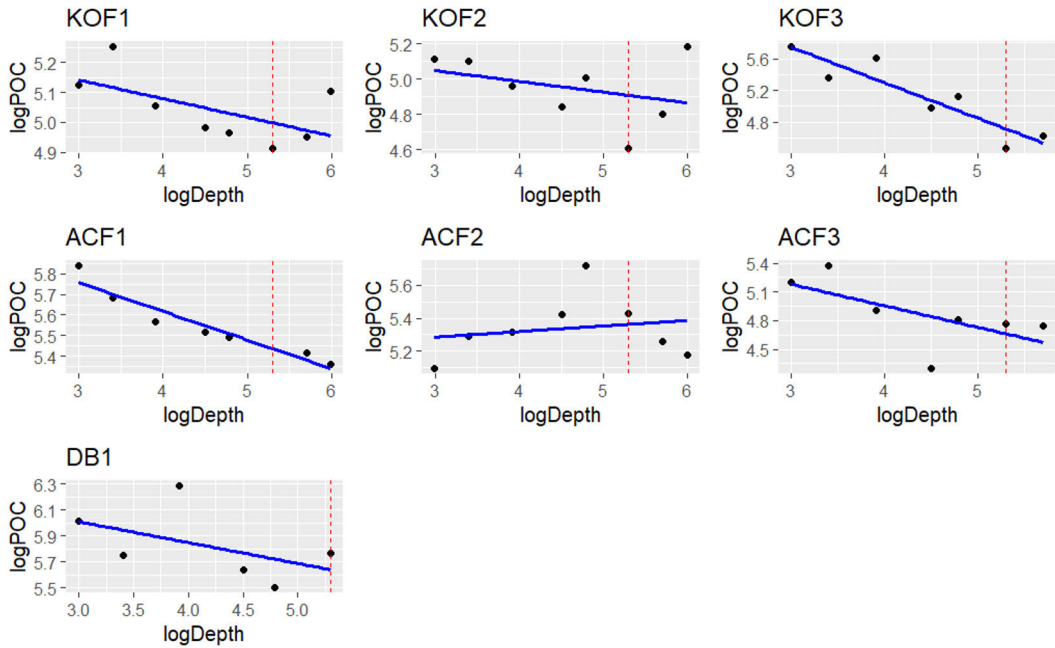 KOF1 KOF2 KOF3
logPOC 5.2 5.1 5.0 4.9 logPOC 5.2 5.0 4.8 4.6 logPOC 5.6 5.2 4.8
3 4 5 6 3 4 5 6 3 4 5
logDepth logDepth logDepth
ACF1 ACF2 ACF3
logPOC 5.8 5.7 5.6 5.5 5.4 logPOC 5.6 5.4 5.2 logPOC 5.4 5.1 4.8 4.5
3 4 5 6 3 4 5 6 3 4 5
logDepth logDepth logDepth
DB1
logPOC 6.3 6.1 5.9 5.7 5.5
3.0 3.5 4.0 4.5 5.0
logDepth